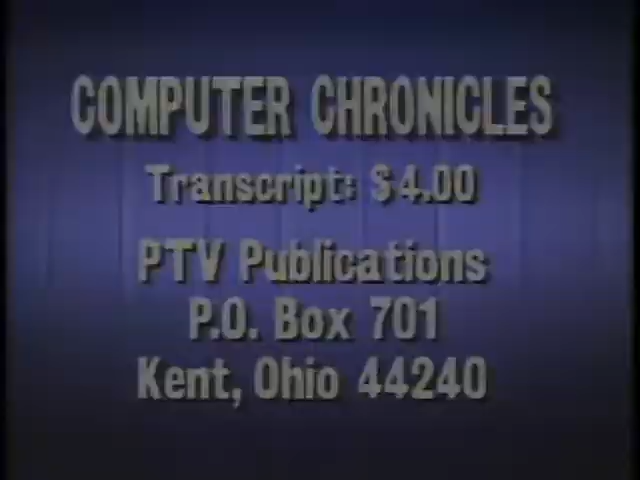 COMPUTER CHRONICLES
Transcript: $4.00
PTV Publications
P.O. Box 701
Kent, Ohio 44240